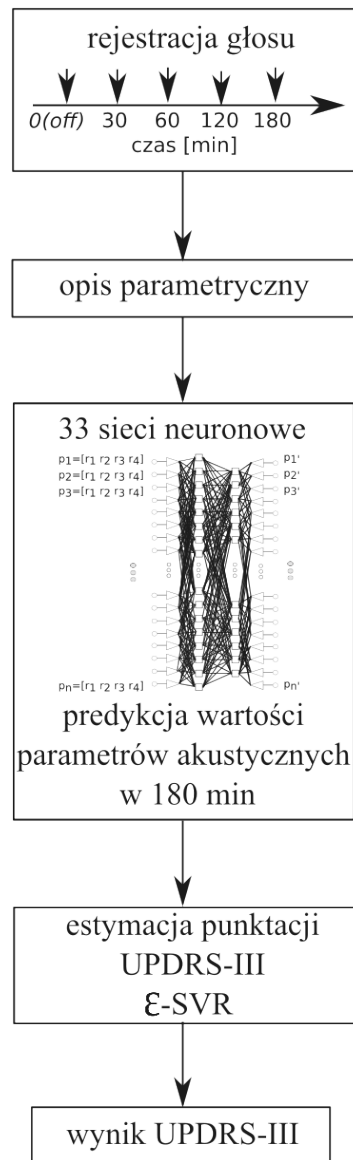 rejestracja głosu
0(off) 30 60 120 180
czas [min]
opis parametryczny
33 sieci neuronowe
p1=[r1 r2 r3 r4] p1'
p2=[r1 r2 r3 r4] p2'
p3=[r1 r2 r3 r4] p3'
pn=[r1 r2 r3 r4] pn'
predykcja wartości
parametrów akustycznych
w 180 min
estymacja punktacji
UPDRS-III
Ɛ-SVR
wynik UPDRS-III